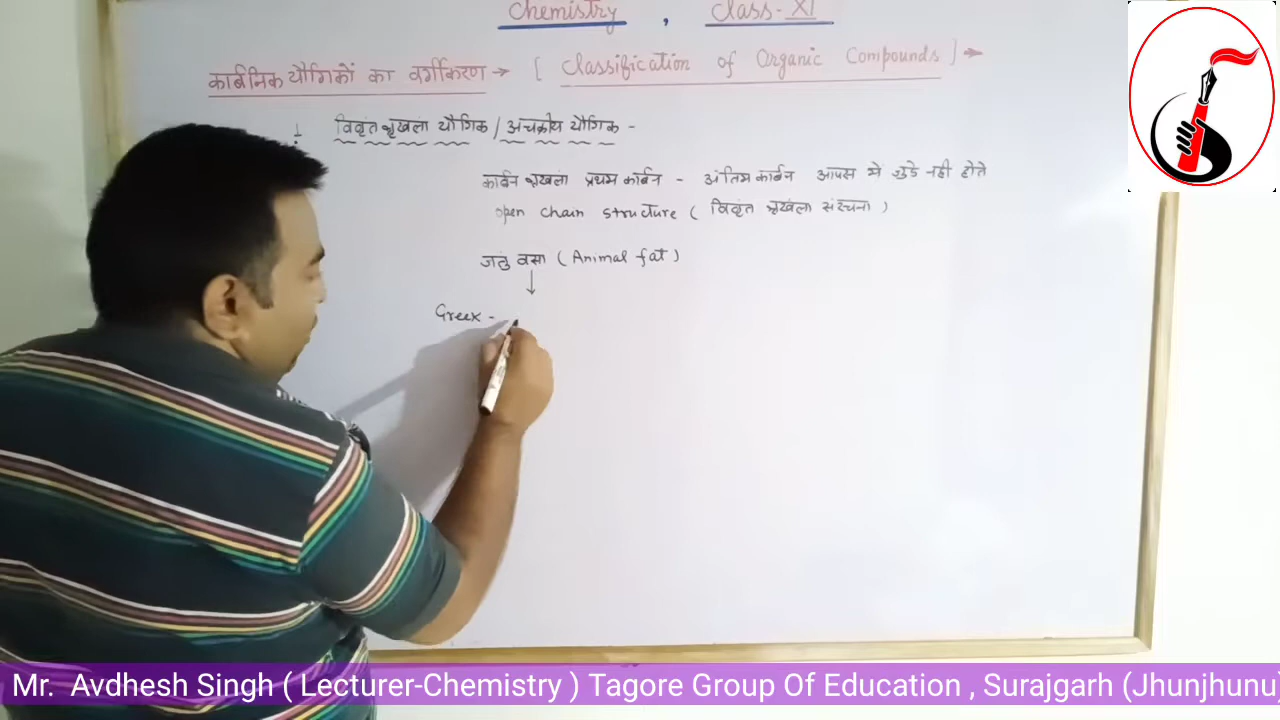 Chemistry , Class-XI
कार्बनिक यौगिकों का वर्गीकरण → [ Classification of Organic Compounds ] →
विवृत श्रृंखला यौगिक / अचक्रीय यौगिक -
कार्बन श्रृंखला प्रथम कार्बन - अंतिम कार्बन आपस में जुडे नही होते
open chain structure ( विवृत श्रृंखला संरचना )
जंतु वसा ( Animal fat )
↓
Greek -
Mr. Avdhesh Singh ( Lecturer-Chemistry ) Tagore Group Of Education , Surajgarh (Jhunjhunu)